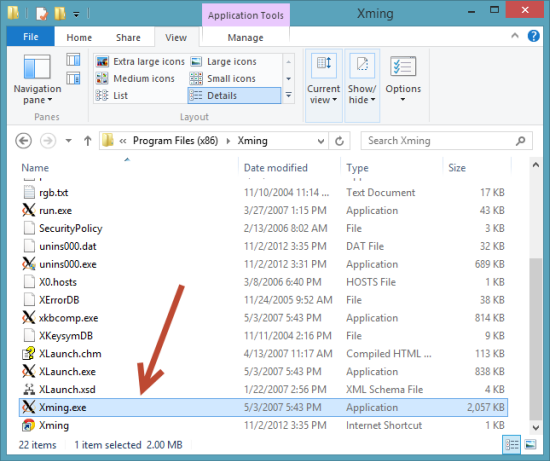 Application Tools
Xming
File
Home
Share
View
Manage
Navigation pane
Extra large icons
Large icons
Medium icons
Small icons
List
Details
Current view
Show/ hide
Options
Panes
Layout
« Program Files (x86) Xming
Search Xming
Name Date modified Type Size
rgb.txt 11/10/2004 11:14 ... Text Document 17 KB
run.exe 3/27/2007 1:15 PM Application 43 KB
SecurityPolicy 2/13/2006 8:02 AM File 3 KB
unins000.dat 11/2/2012 3:35 PM DAT File 32 KB
unins000.exe 11/2/2012 3:31 PM Application 689 KB
X0.hosts 3/8/2006 6:40 PM HOSTS File 1 KB
XErrorDB 11/24/2005 9:52 AM File 38 KB
xkbcomp.exe 5/3/2007 5:43 PM Application 814 KB
XKeysymDB 11/11/2004 2:16 PM File 9 KB
XLaunch.chm 4/13/2007 11:17 AM Compiled HTML ... 113 KB
XLaunch.exe 5/3/2007 5:43 PM Application 838 KB
XLaunch.xsd 1/22/2007 2:56 PM XML Schema File 4 KB
Xming.exe 5/3/2007 5:43 PM Application 2,057 KB
Xming 11/2/2012 3:35 PM Internet Shortcut 1 KB
22 items 1 item selected 2.00 MB